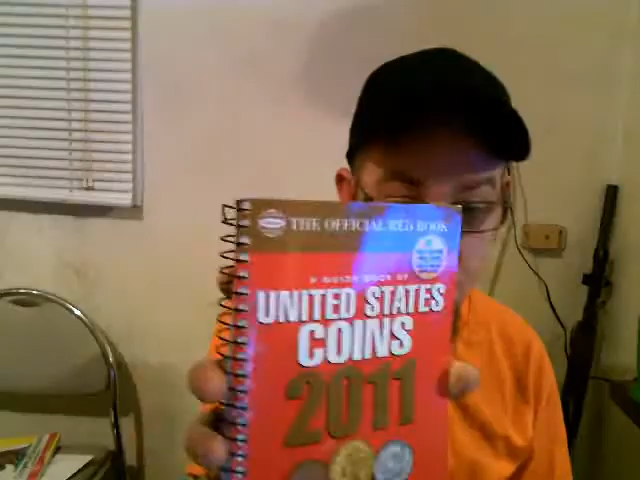 THE OFFICIAL RED BOOK
A GUIDE BOOK OF
UNITED STATES
COINS
2011